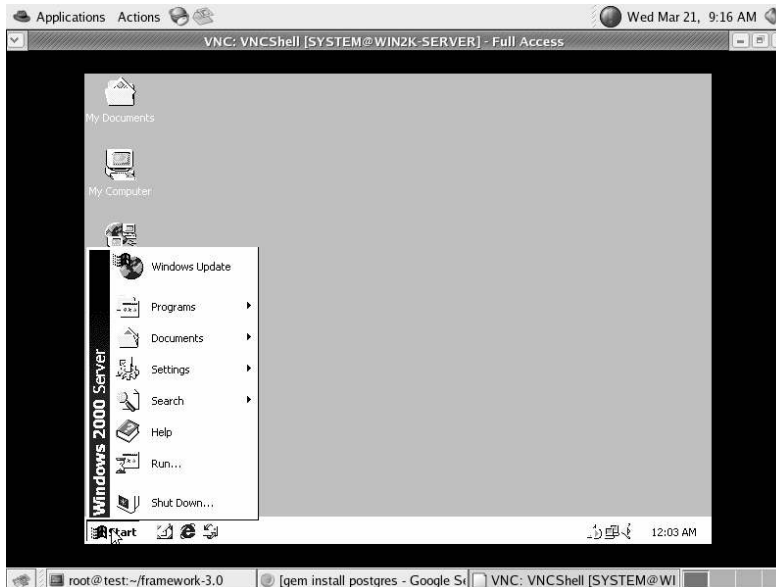 Applications Actions Wed Mar 21, 9:16 AM
VNC: VNCShell [SYSTEM@WIN2K-SERVER] - Full Access
My Documents
My Computer
Windows Update
Programs
Documents
Settings
Search
Help
Run...
Shut Down...
Windows 2000 Server
Start 12:03 AM
root@test:~/framework-3.0 [gem install postgres - Google Se VNC: VNCShell [SYSTEM@WI